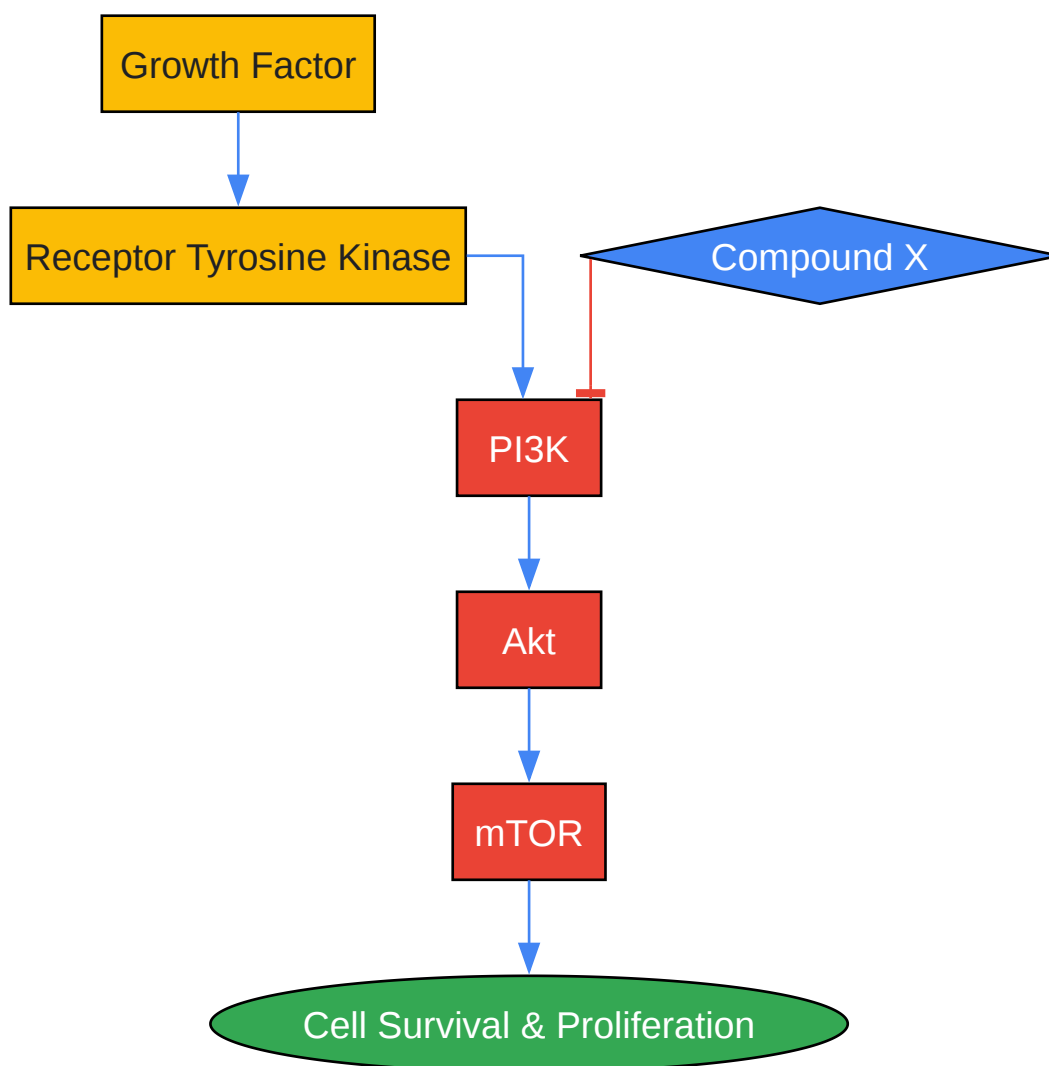 Growth Factor
Receptor Tyrosine Kinase
Compound X
PI3K
Akt
mTOR
Cell Survival & Proliferation